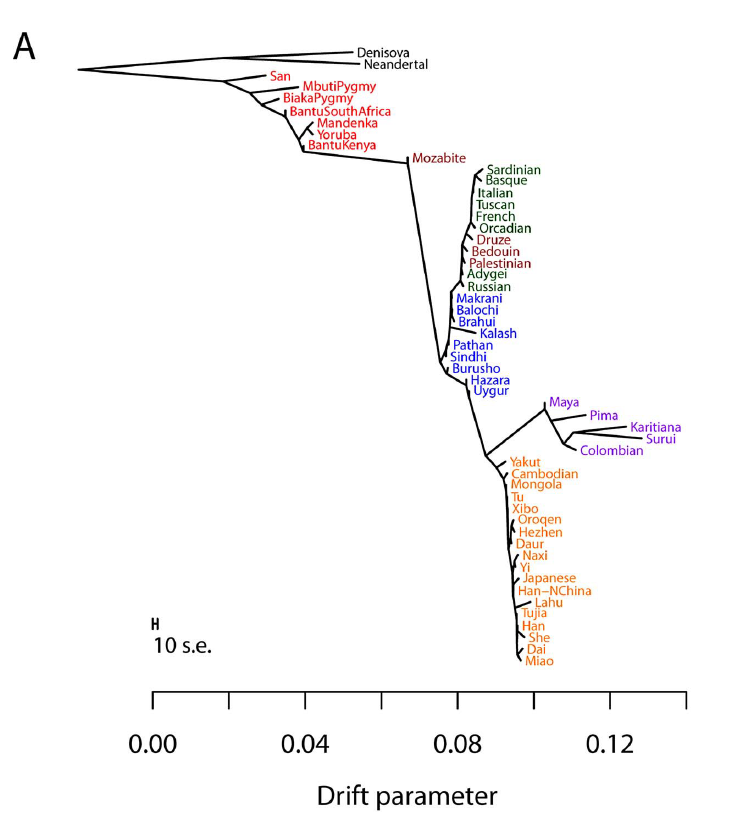 A
Denisova
Neandertal
San
MbutiPygmy
BiakaPygmy
BantuSouthAfrica
Mandenka
Yoruba
BantuKenya
Mozabite
Sardinian
Basque
Italian
Tuscan
French
Orcadian
Druze
Bedouin
Palestinian
Adygei
Russian
Makrani
Balochi
Brahui
Kalash
Pathan
Sindhi
Burusho
Hazara
Uygur
Maya
Pima
Karitiana
Surui
Colombian
Yakut
Cambodian
Mongola
Tu
Xibo
Oroqen
Hezhen
Daur
Naxi
Yi
Japanese
Han−NChina
Lahu
Tujia
Han
She
Dai
Miao
10 s.e.
0.00 0.04 0.08 0.12
Drift parameter